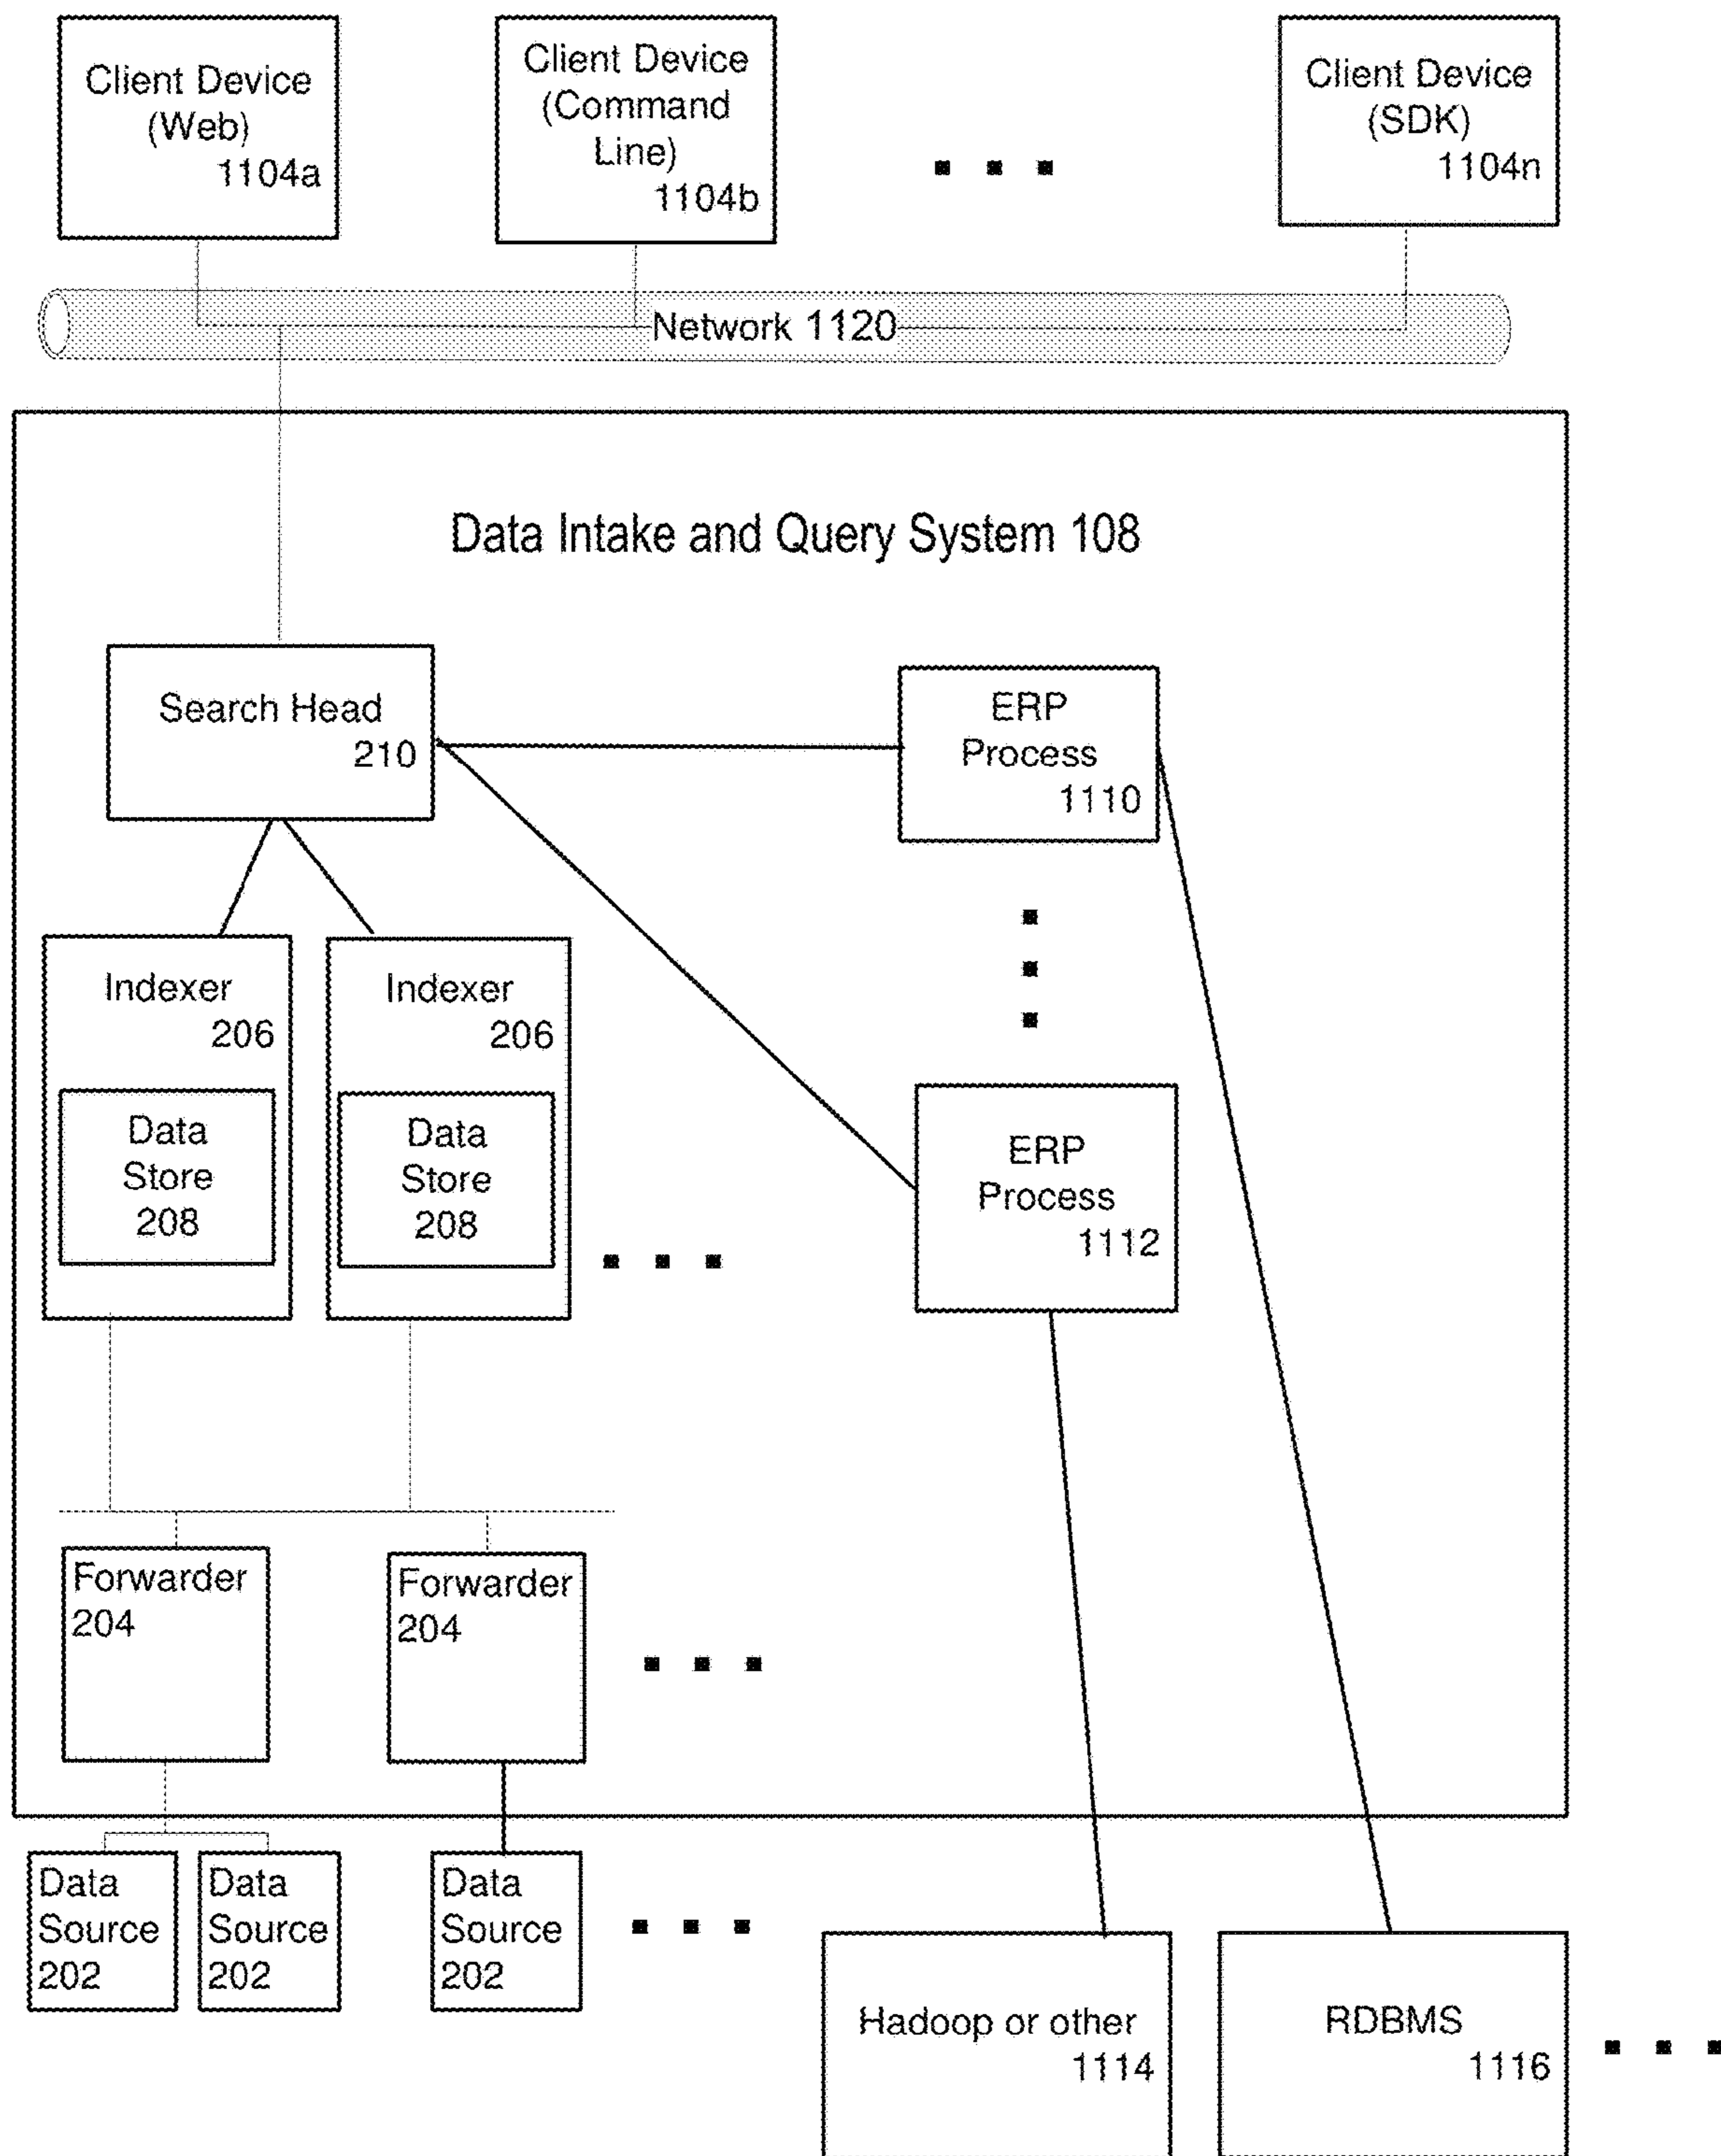 Client Device
(Web)
1104a
Client Device
(Command
Line)
1104b
Client Device
(SDK)
1104n
Network 1120
Data Intake and Query System 108
Search Head
210
ERP
Process
1110
Indexer
206
Data
Store
208
Indexer
206
Data
Store
208
ERP
Process
1112
Forwarder
204
Forwarder
204
Data
Source
202
Data
Source
202
Data
Source
202
Hadoop or other
1114
RDBMS
1116